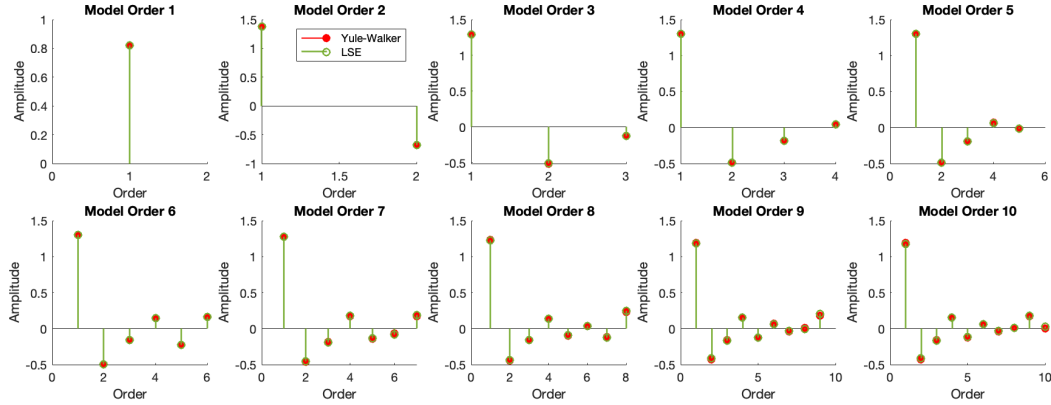 Model Order 1
Model Order 2
Model Order 3
Model Order 4
Model Order 5
1
0.8
0.6
0.4
0.2
0
Amplitude
0
1
2
Order
1.5
1
0.5
0
-0.5
-1
Amplitude
Yule-Walker
LSE
1
1.5
2
Order
1.5
1
0.5
0
-0.5
Amplitude
1
2
3
Order
1.5
1
0.5
0
-0.5
Amplitude
1
2
3
4
Order
1.5
1
0.5
0
-0.5
Amplitude
0
2
4
6
Order
Model Order 6
Model Order 7
Model Order 8
Model Order 9
Model Order 10
1.5
1
0.5
0
-0.5
Amplitude
0
2
4
6
Order
1.5
1
0.5
0
-0.5
Amplitude
0
2
4
6
Order
1.5
1
0.5
0
-0.5
Amplitude
0
2
4
6
8
Order
1.5
1
0.5
0
-0.5
Amplitude
0
5
10
Order
1.5
1
0.5
0
-0.5
Amplitude
0
5
10
Order